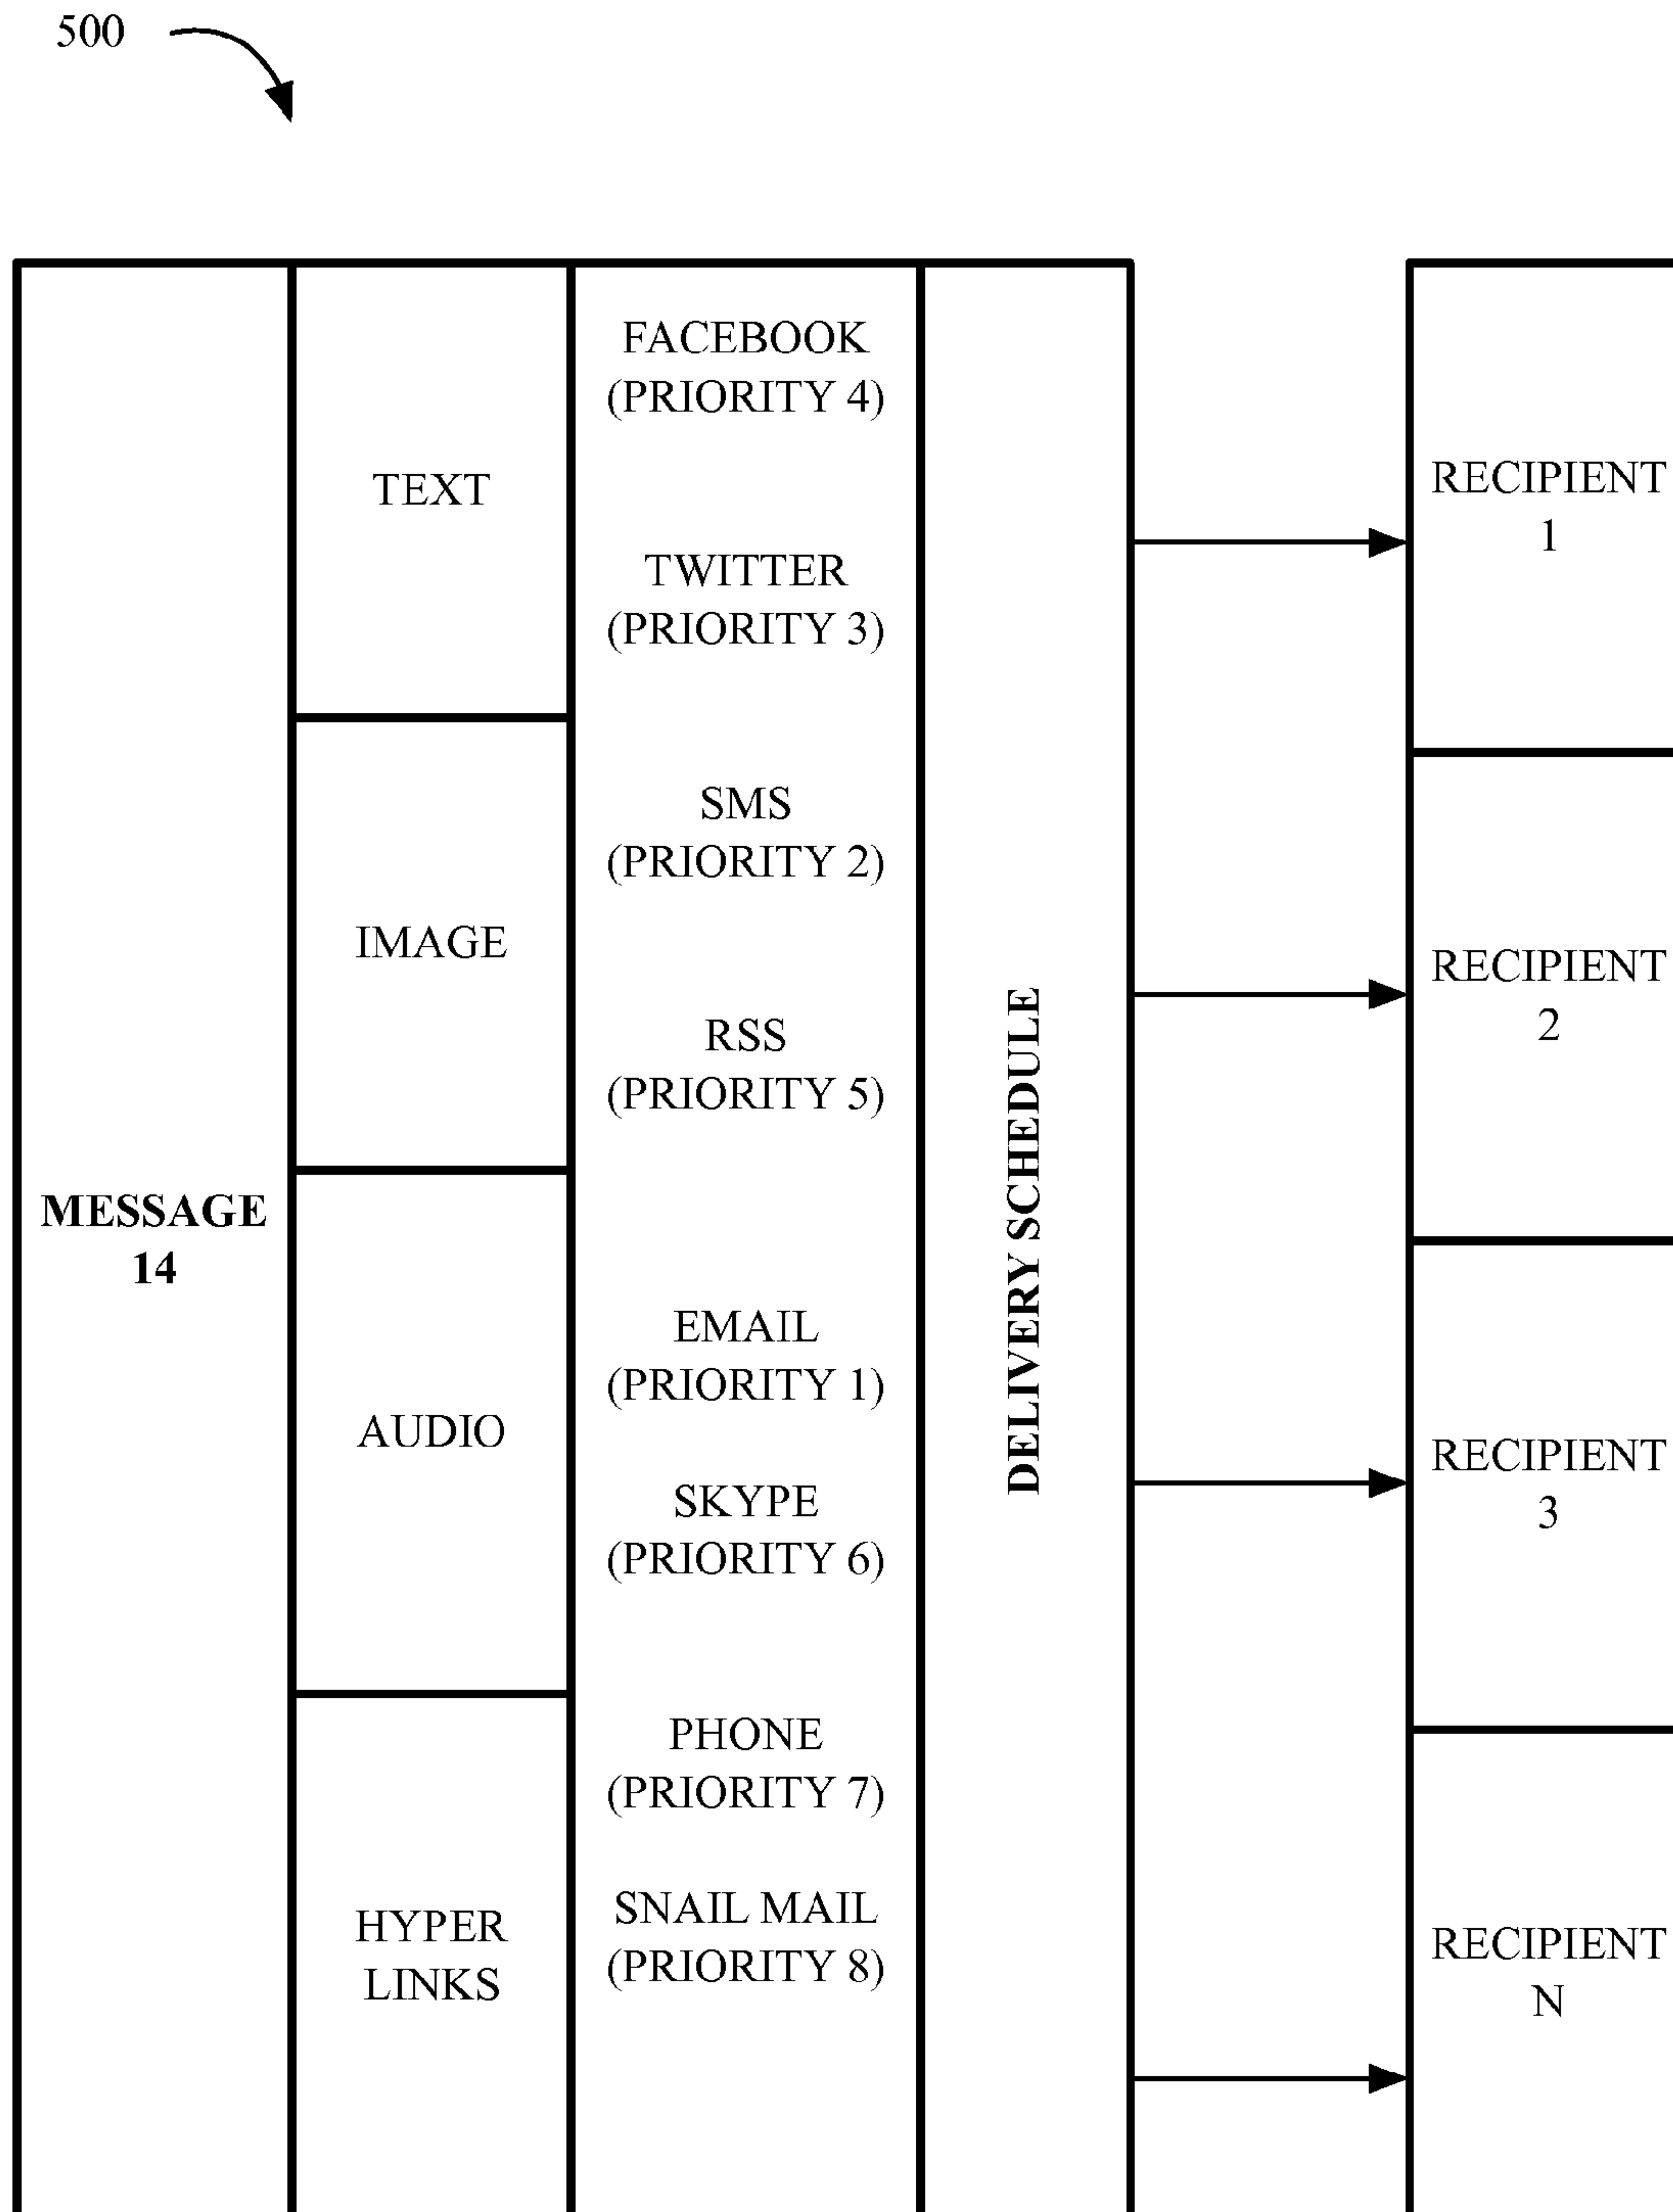 500
MESSAGE
14
TEXT
IMAGE
AUDIO
HYPER
LINKS
FACEBOOK
(PRIORITY 4)
TWITTER
(PRIORITY 3)
SMS
(PRIORITY 2)
RSS
(PRIORITY 5)
EMAIL
(PRIORITY 1)
SKYPE
(PRIORITY 6)
PHONE
(PRIORITY 7)
SNAIL MAIL
(PRIORITY 8)
DELIVERY SCHEDULE
RECIPIENT
1
RECIPIENT
2
RECIPIENT
3
RECIPIENT
N